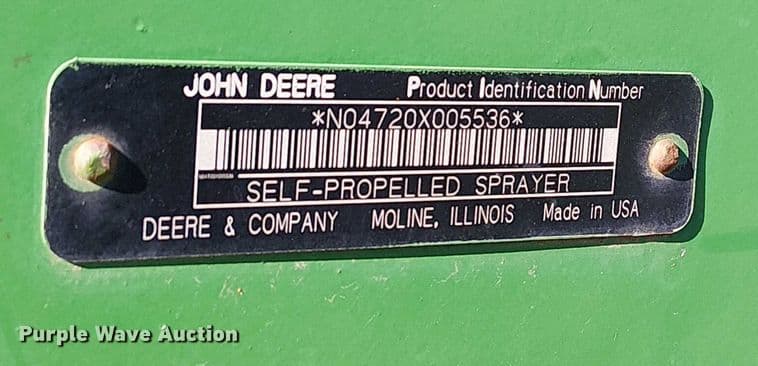 JOHN DEERE Product Identification Number
*N04720X005536*
SELF-PROPELLED SPRAYER
DEERE & COMPANY MOLINE, ILLINOIS Made in USA
Purple Wave Auction